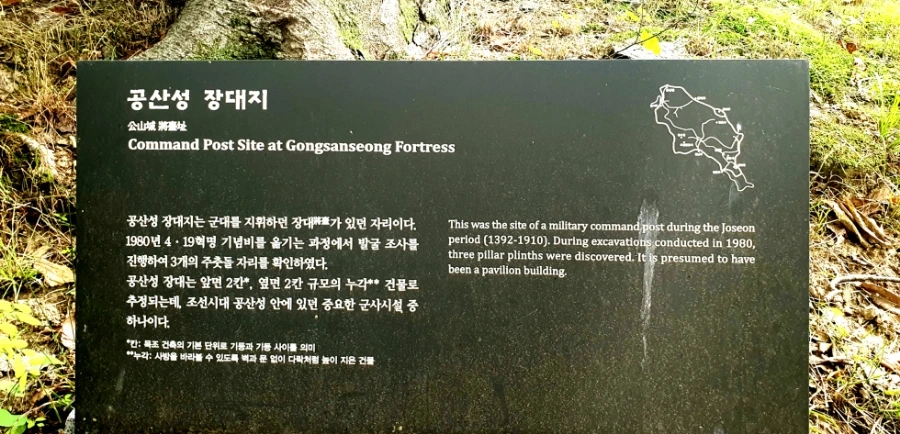 공산성 장대지
公山城 將臺址
Command Post Site at Gongsanseong Fortress
공산성 장대지는 군대를 지휘하던 장대將臺가 있던 자리이다.
1980년 4 · 19혁명 기념비를 옮기는 과정에서 발굴 조사를
진행하여 3개의 주춧돌 자리를 확인하였다.
공산성 장대는 앞면 2칸*, 옆면 2칸 규모의 누각** 건물로
추정되는데, 조선시대 공산성 안에 있던 중요한 군사시설 중
하나이다.
*칸: 목조 건축의 기본 단위로 기둥과 기둥 사이를 의미
**누각: 사방을 바라볼 수 있도록 벽과 문 없이 다락처럼 높이 지은 건물
This was the site of a military command post during the Joseon
period (1392-1910). During excavations conducted in 1980,
three pillar plinths were discovered. It is presumed to have
been a pavilion building.